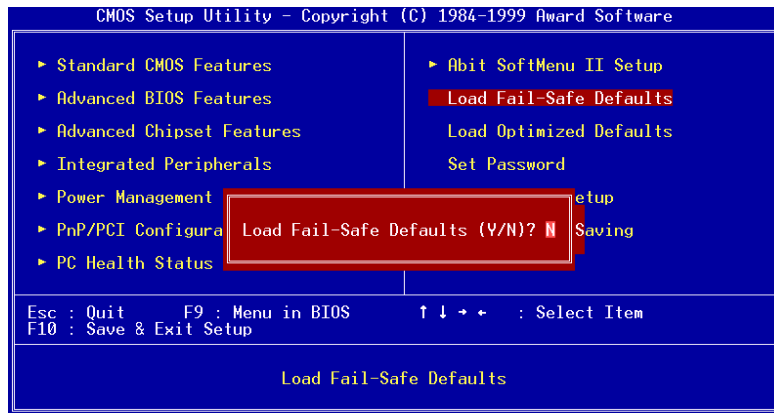 CMOS Setup Utility - Copyright (C) 1984-1999 Award Software
► Standard CMOS Features
► Advanced BIOS Features
► Advanced Chipset Features
► Integrated Peripherals
► Power Management
► PnP/PCI Configura
► PC Health Status
► Abit SoftMenu II Setup
Load Fail-Safe Defaults
Load Optimized Defaults
Set Password
etup
Saving
Load Fail-Safe Defaults (Y/N)? N
Esc : Quit F9 : Menu in BIOS ↑ ↓ → ← : Select Item
F10 : Save & Exit Setup
Load Fail-Safe Defaults